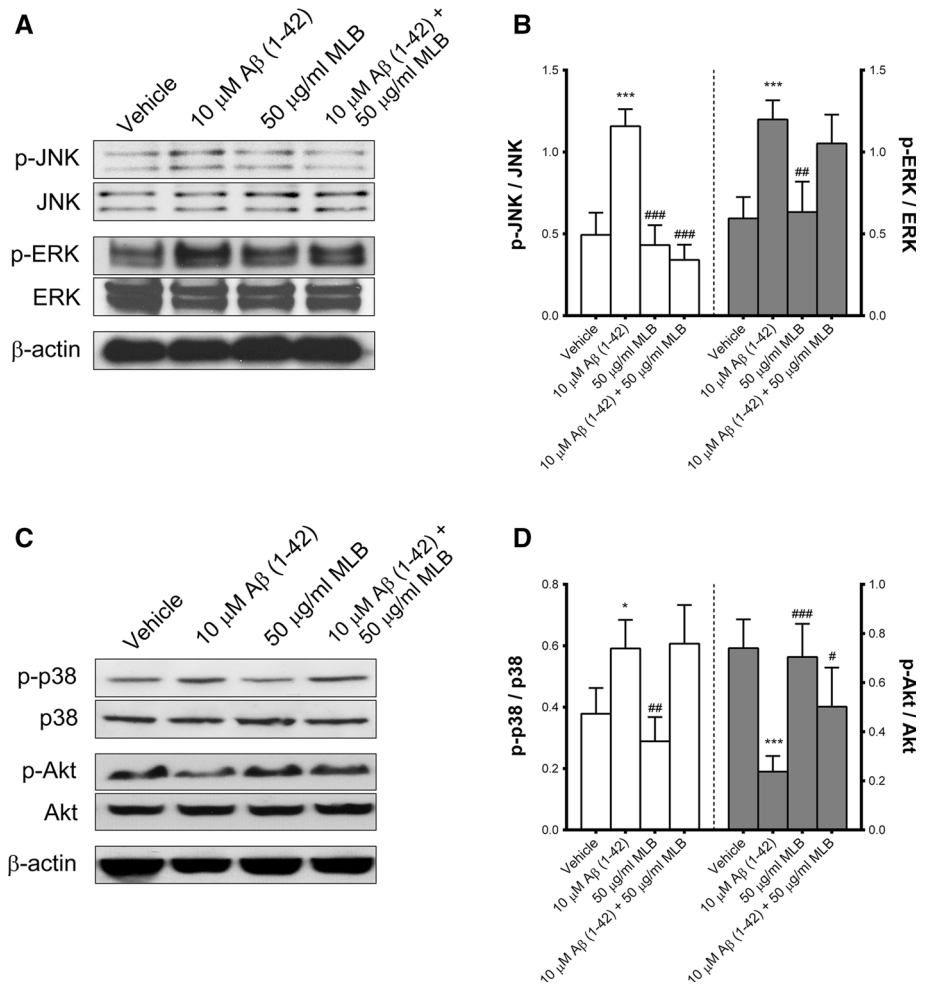 A
Vehicle
10 μM Aβ (1-42)
50 μg/ml MLB
10 μM Aβ (1-42) +
50 μg/ml MLB
p-JNK
JNK
p-ERK
ERK
β-actin
B
1.5
1.0
0.5
0.0
p-JNK / JNK
***
###
###
***
##
1.5
1.0
0.5
0.0
p-ERK / ERK
Vehicle
10 μM Aβ (1-42)
50 μg/ml MLB
10 μM Aβ (1-42) + 50 μg/ml MLB
Vehicle
10 μM Aβ (1-42)
50 μg/ml MLB
10 μM Aβ (1-42) + 50 μg/ml MLB
C
Vehicle
10 μM Aβ (1-42)
50 μg/ml MLB
10 μM Aβ (1-42) +
50 μg/ml MLB
p-p38
p38
p-Akt
Akt
β-actin
D
0.8
0.6
0.4
0.2
0.0
p-p38 / p38
*
##
***
###
#
1.0
0.8
0.6
0.4
0.2
0.0
p-Akt / Akt
Vehicle
10 μM Aβ (1-42)
50 μg/ml MLB
10 μM Aβ (1-42) + 50 μg/ml MLB
Vehicle
10 μM Aβ (1-42)
50 μg/ml MLB
10 μM Aβ (1-42) + 50 μg/ml MLB